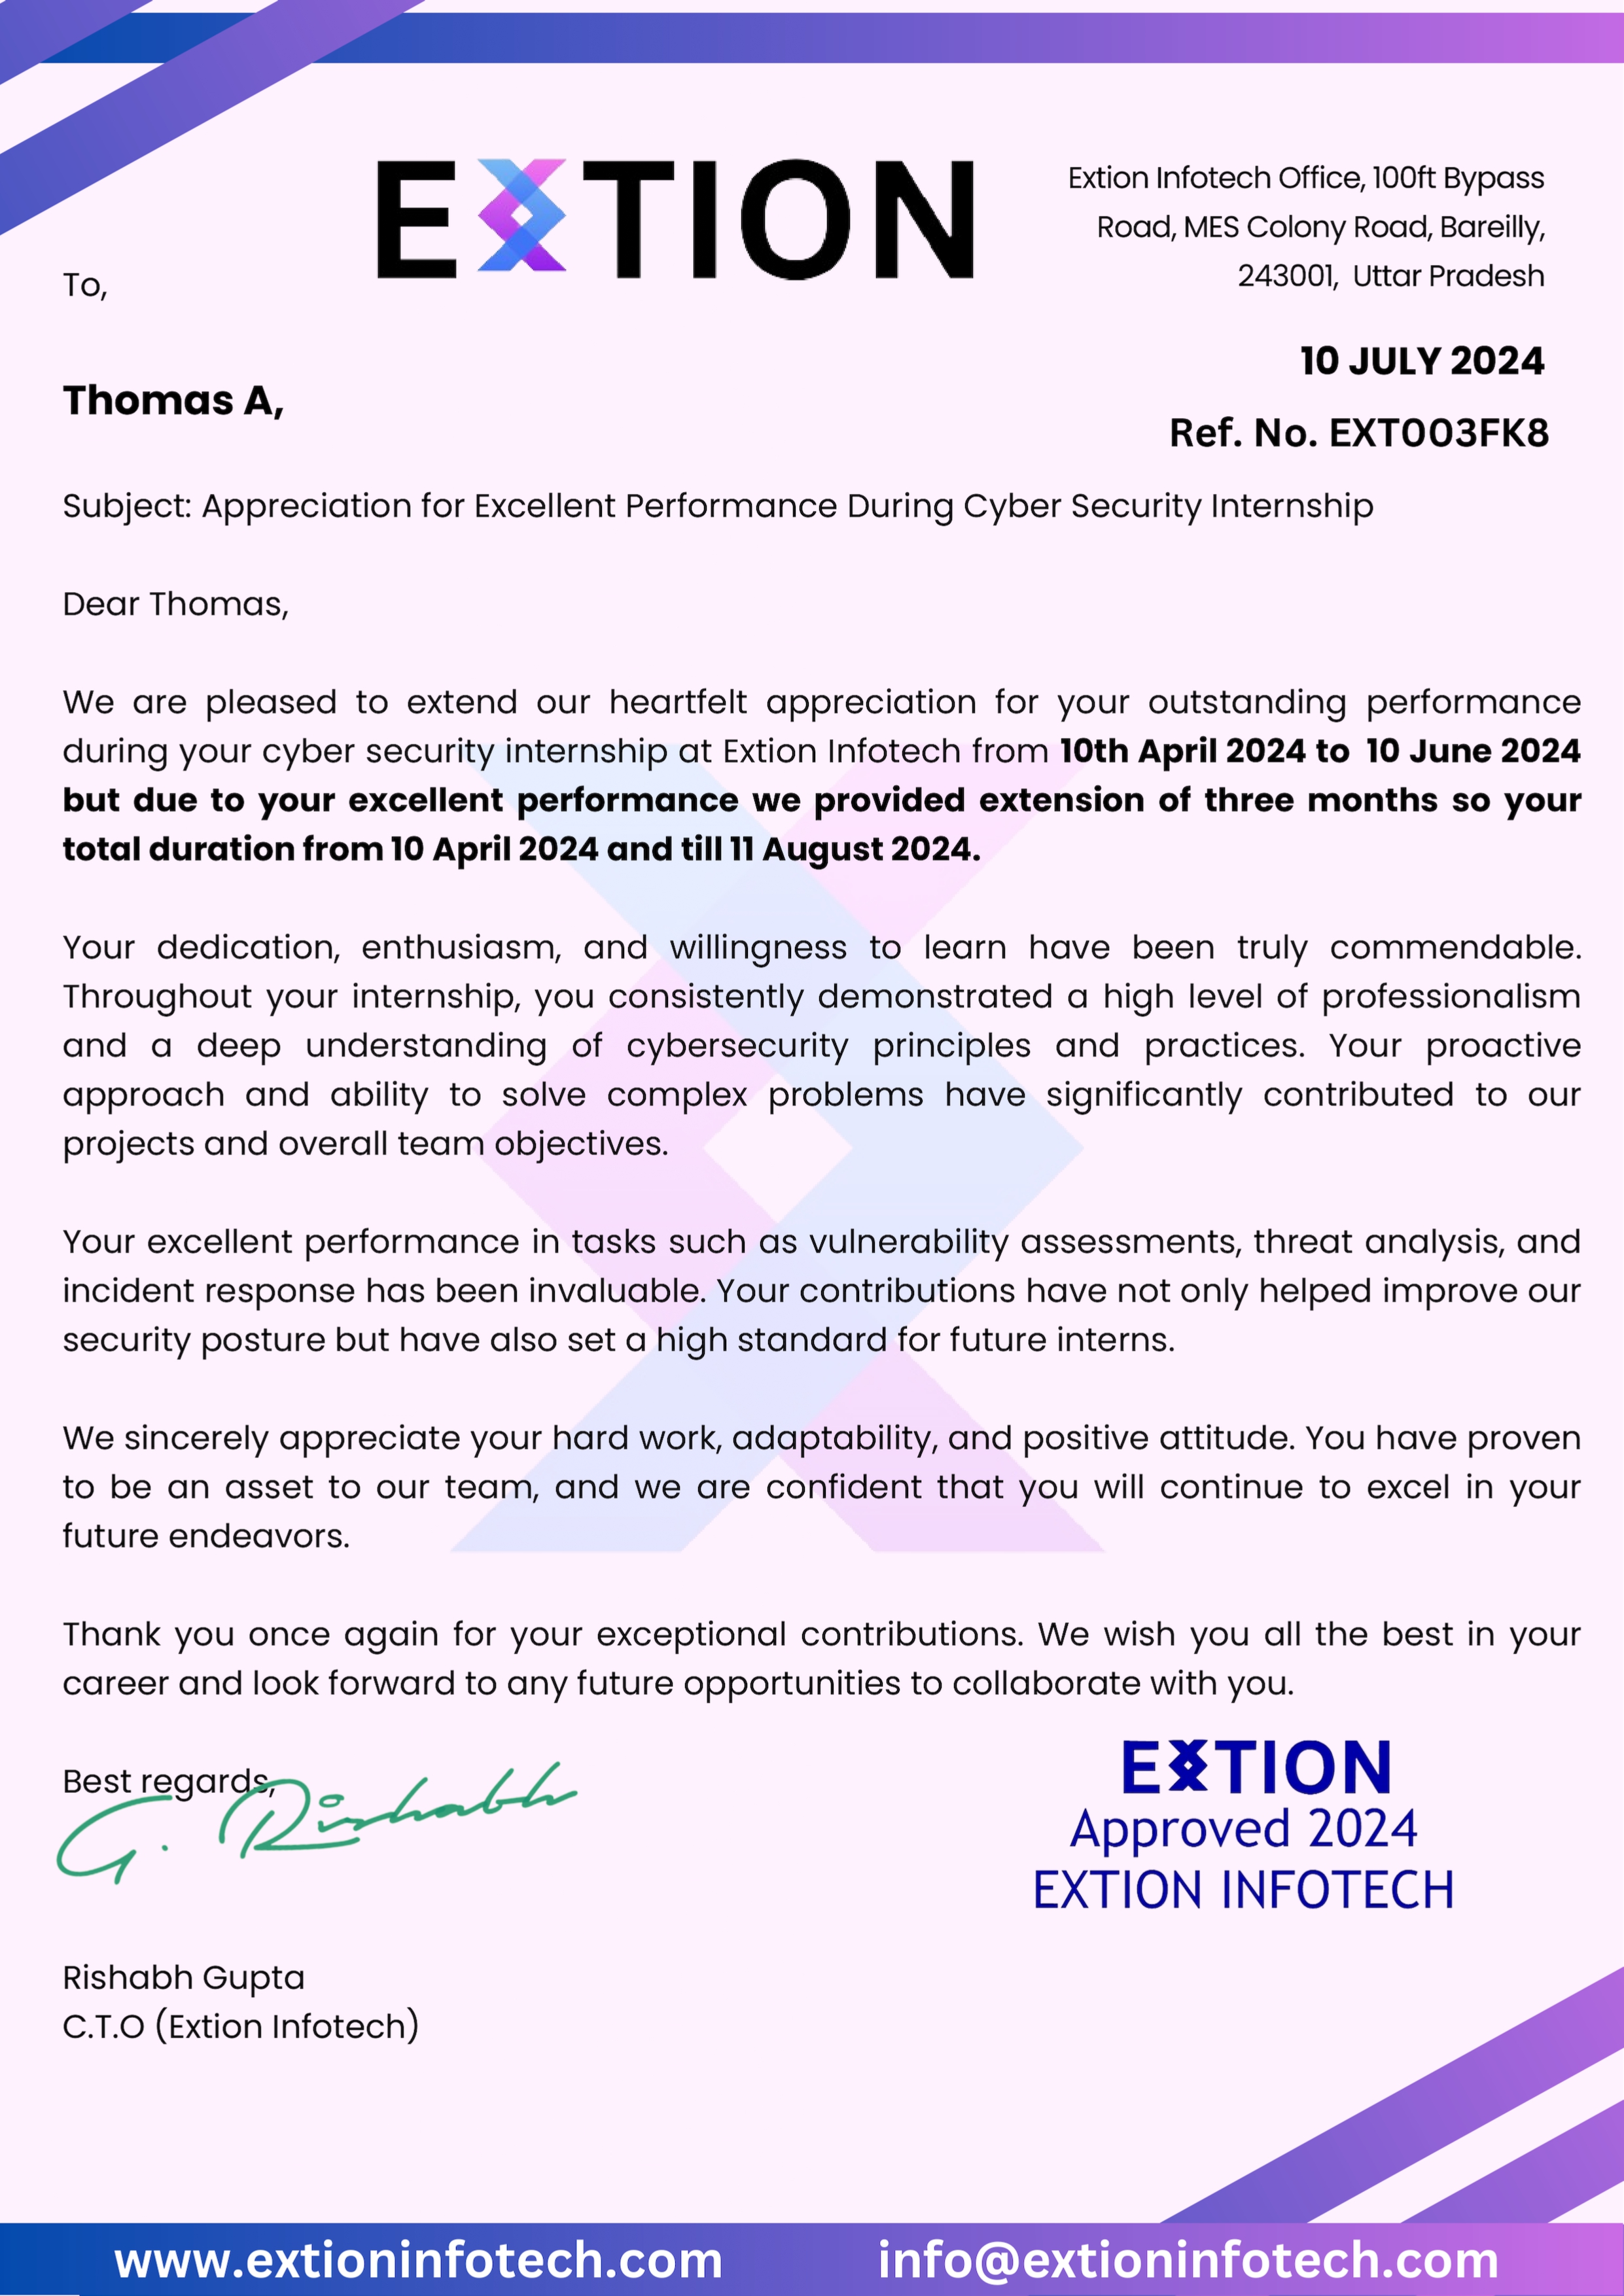 EXTION
Extion Infotech Office, 100ft Bypass
Road, MES Colony Road, Bareilly,
243001, Uttar Pradesh
To,
10 JULY 2024
Thomas A,
Ref. No. EXT003FK8
Subject: Appreciation for Excellent Performance During Cyber Security Internship
Dear Thomas,
We are pleased to extend our heartfelt appreciation for your outstanding performance
during your cyber security internship at Extion Infotech from 10th April 2024 to 10 June 2024
but due to your excellent performance we provided extension of three months so your
total duration from 10 April 2024 and till 11 August 2024.
Your dedication, enthusiasm, and willingness to learn have been truly commendable.
Throughout your internship, you consistently demonstrated a high level of professionalism
and a deep understanding of cybersecurity principles and practices. Your proactive
approach and ability to solve complex problems have significantly contributed to our
projects and overall team objectives.
Your excellent performance in tasks such as vulnerability assessments, threat analysis, and
incident response has been invaluable. Your contributions have not only helped improve our
security posture but have also set a high standard for future interns.
We sincerely appreciate your hard work, adaptability, and positive attitude. You have proven
to be an asset to our team, and we are confident that you will continue to excel in your
future endeavors.
Thank you once again for your exceptional contributions. We wish you all the best in your
career and look forward to any future opportunities to collaborate with you.
Best regards,
G. Rishabh
EXTION
Approved 2024
EXTION INFOTECH
Rishabh Gupta
C.T.O (Extion Infotech)
www.extioninfotech.com
info@extioninfotech.com